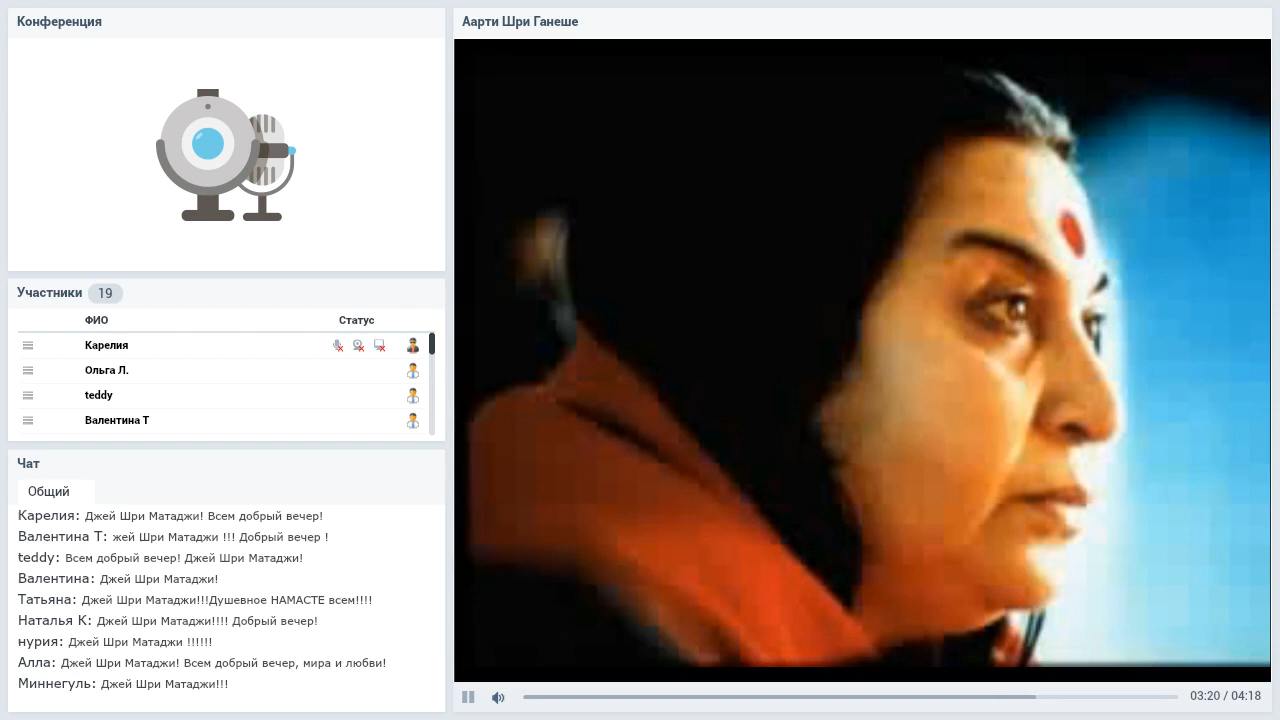 Конференция
Участники 19
ФИО Статус
Карелия
Ольга Л.
teddy
Валентина Т
Чат
Общий
Карелия: Джей Шри Матаджи! Всем добрый вечер!
Валентина Т: жей Шри Матаджи !!! Добрый вечер !
teddy: Всем добрый вечер! Джей Шри Матаджи!
Валентина: Джей Шри Матаджи!
Татьяна: Джей Шри Матаджи!!!Душевное НАМАСТЕ всем!!!!
Наталья К: Джей Шри Матаджи!!!! Добрый вечер!
нурия: Джей Шри Матаджи !!!!!!
Алла: Джей Шри Матаджи! Всем добрый вечер, мира и любви!
Миннегуль: Джей Шри Матаджи!!!
Аарти Шри Ганеше
03:20 / 04:18